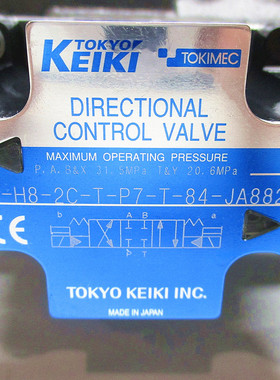 TOKYO
KEIKI
TOKIMEC
DIRECTIONAL
CONTROL VALVE
MAXIMUM OPERATING PRESSURE
P,A,B&X 31.5MPa T&Y 20.6MPa
-H8-2C-T-P7-T-84-JA882
CE
b A B a
P T
TOKYO KEIKI INC.
MADE IN JAPAN